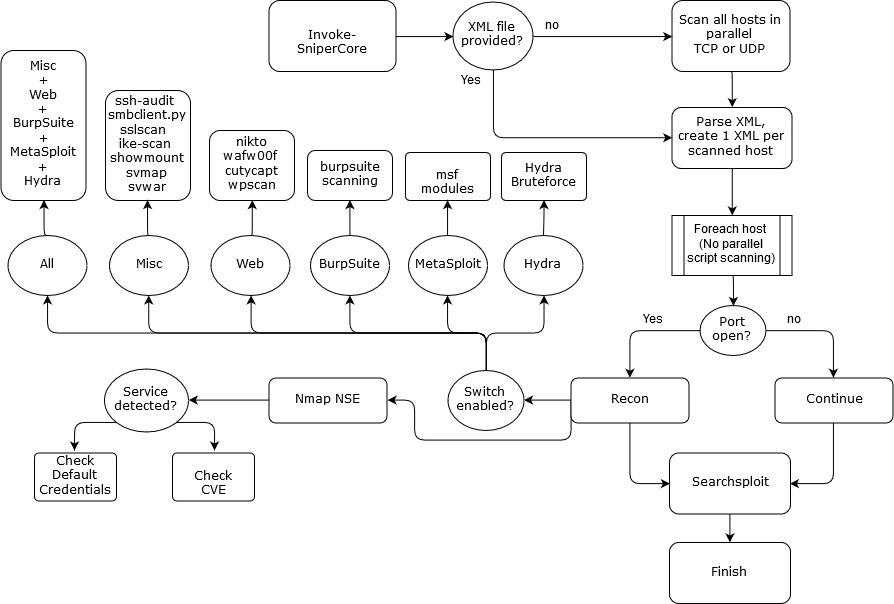 Invoke-
SniperCore
XML file
provided?
no
Yes
Scan all hosts in
parallel
TCP or UDP
Parse XML,
create 1 XML per
scanned host
Foreach host
(No parallel
script scanning)
Port
open?
Yes
no
Misc
+
Web
+
BurpSuite
+
MetaSploit
+
Hydra
ssh-audit
smbclient.py
sslscan
ike-scan
showmount
svmap
svwar
nikto
wafw00f
cutycapt
wpscan
burpsuite
scanning
msf
modules
Hydra
Bruteforce
All
Misc
Web
BurpSuite
MetaSploit
Hydra
Service
detected?
Nmap NSE
Switch
enabled?
Recon
Continue
Check
Default
Credentials
Check
CVE
Searchsploit
Finish